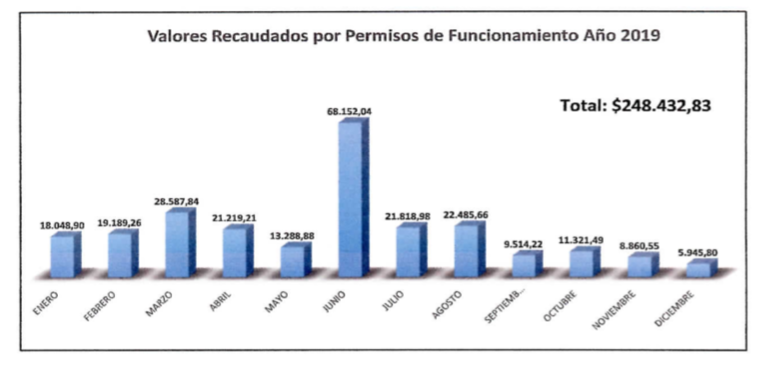 Valores Recaudados por Permisos de Funcionamiento Año 2019
Total: $248.432,83
68.152,04
28.587,84
18.048,90 19.189,26 21.219,21 13.288,88 21.818,98 22.485,66
9.514,22 11.321,49 8.860,55 5.945,80
ENERO FEBRERO MARZO ABRIL MAYO JUNIO JULIO AGOSTO SEPTIEMB... OCTUBRE NOVIEMBRE DICIEMBRE